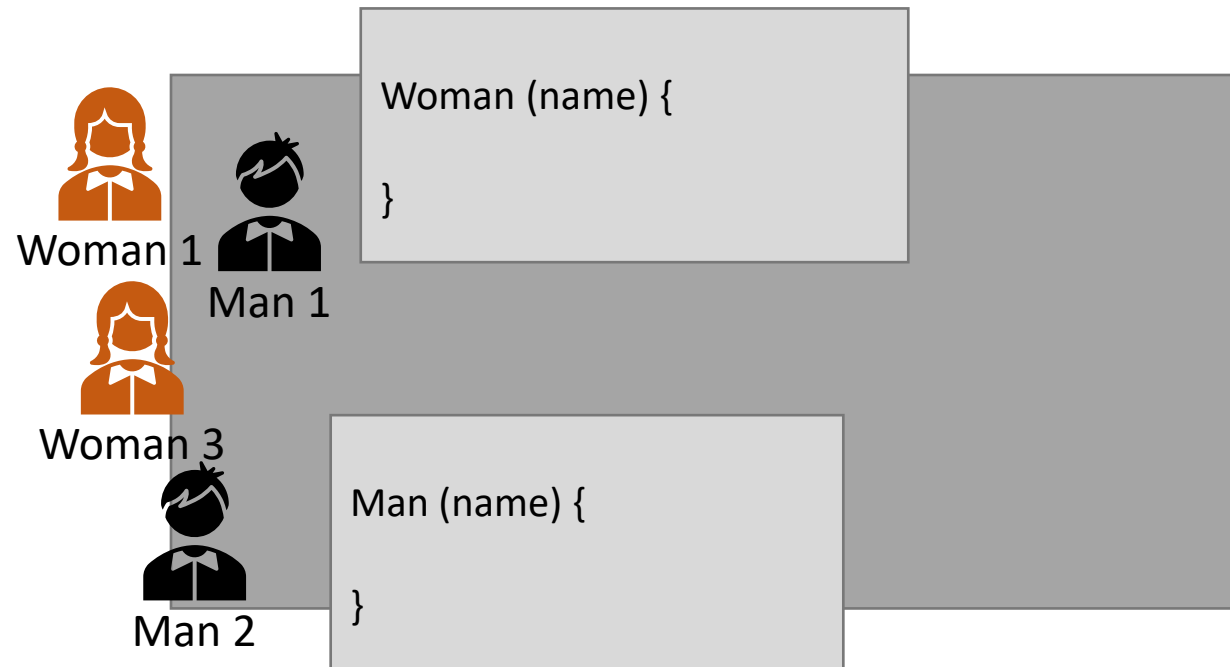 Woman (name) {
}
Woman 1
Man 1
Woman 3
Man (name) {
}
Man 2